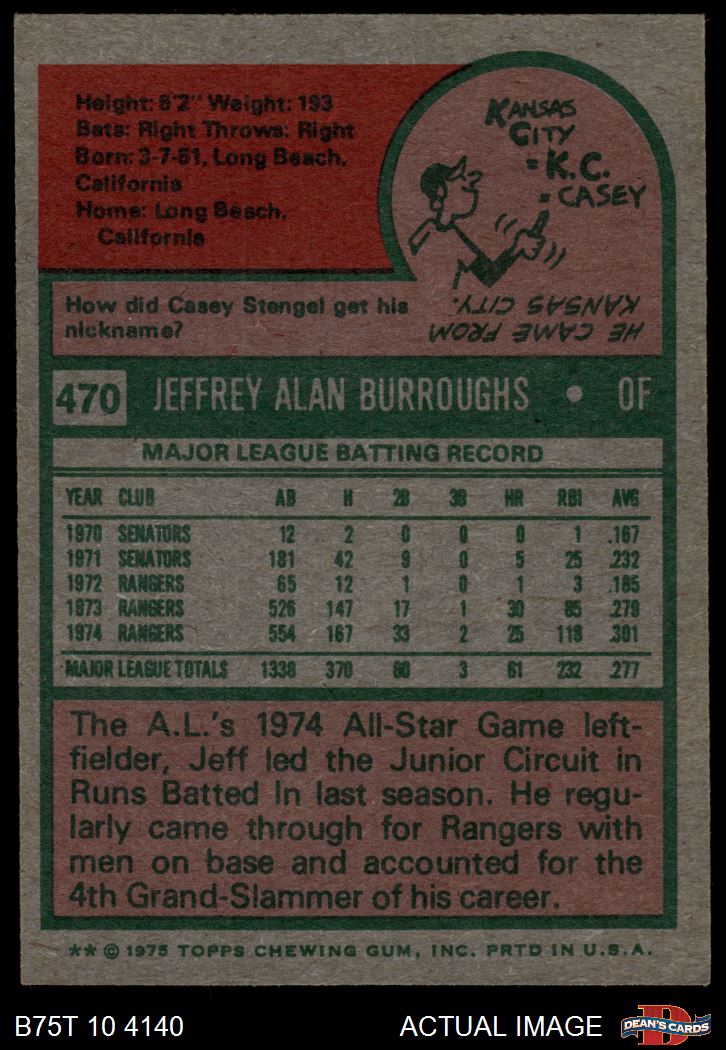 Height: 6'2" Weight: 193
Bats: Right Throws: Right
Born: 3-7-51, Long Beach,
California
Home: Long Beach,
California
KANSAS
CITY
= K.C.
= CASEY
How did Casey Stengel get his
nickname?
HE CAME FROM
KANSAS CITY.
470 JEFFREY ALAN BURROUGHS • OF
MAJOR LEAGUE BATTING RECORD
YEAR CLUB AB H 2B 3B HR RBI AVG
1970 SENATORS 12 2 0 0 0 1 .167
1971 SENATORS 181 42 9 0 5 25 .232
1972 RANGERS 65 12 1 0 1 3 .185
1973 RANGERS 526 147 17 1 30 85 .279
1974 RANGERS 554 167 33 2 25 118 .301
MAJOR LEAGUE TOTALS 1338 370 60 3 61 232 .277
The A.L.'s 1974 All-Star Game left-
fielder, Jeff led the Junior Circuit in
Runs Batted In last season. He regu-
larly came through for Rangers with
men on base and accounted for the
4th Grand-Slammer of his career.
** © 1975 TOPPS CHEWING GUM, INC. PRTD IN U.S.A.
B75T 10 4140 ACTUAL IMAGE
D
DEAN'S CARDS